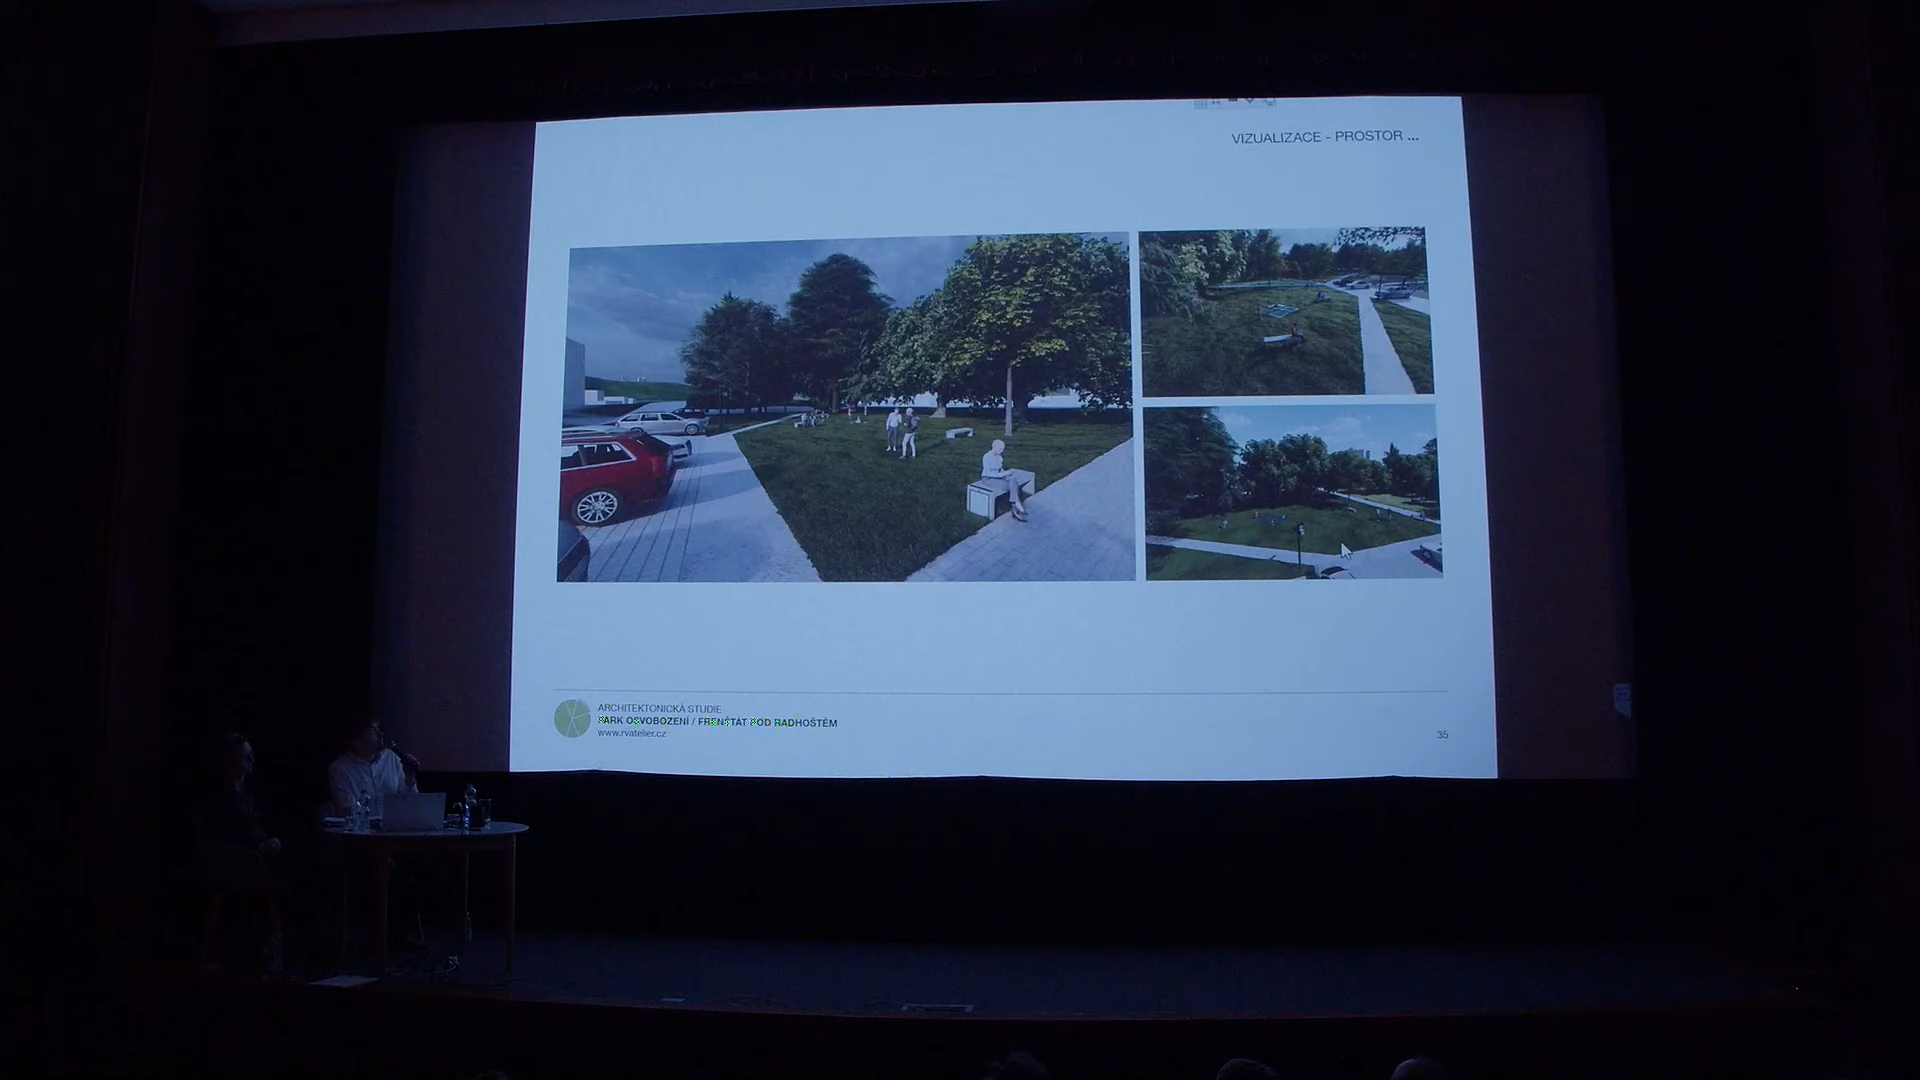 VIZUALIZACE - PROSTOR ...
ARCHITEKTONICKÁ STUDIE
PARK OSVOBOZENÍ / FRENŠTÁT POD RADHOŠTĚM
www.rvatelier.cz
35